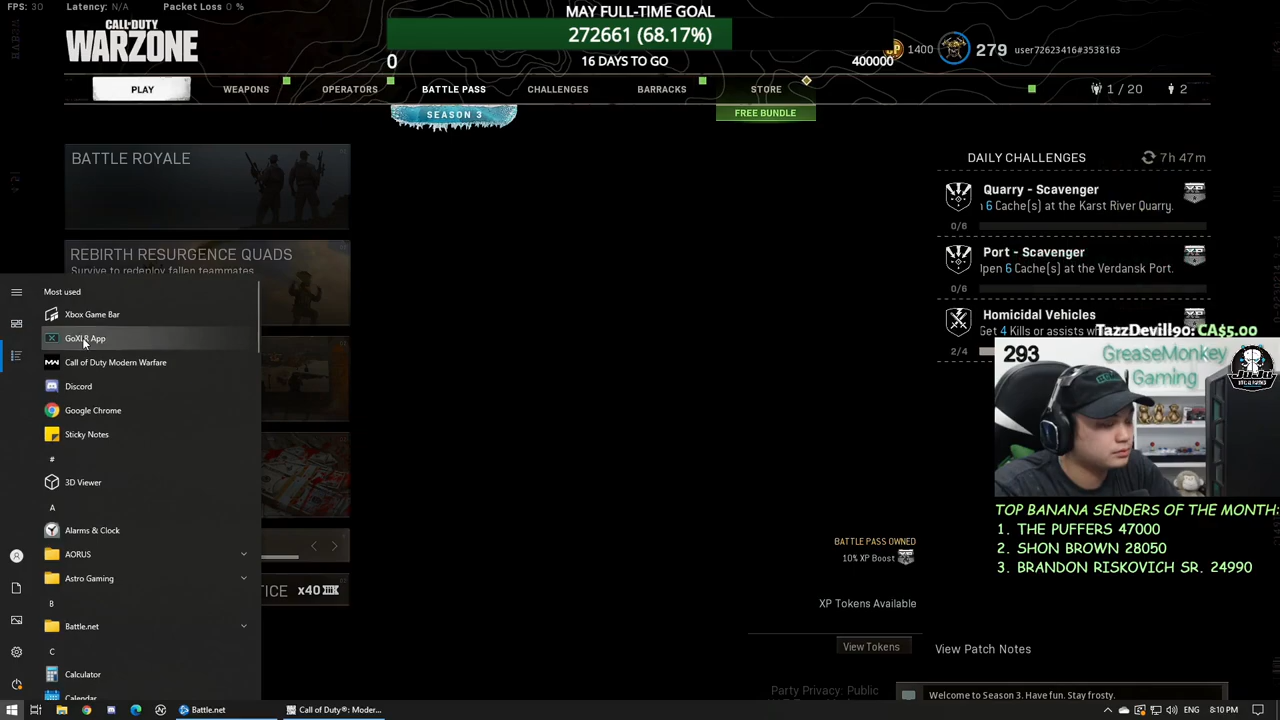 FPS: 30 Latency: N/A Packet Loss 0 %
MAY FULL-TIME GOAL
272661 (68.17%)
0 16 DAYS TO GO 400000
CALL OF DUTY
WARZONE
CP 1400 279 user72623416#3538163
PLAY WEAPONS OPERATORS BATTLE PASS CHALLENGES BARRACKS STORE 1 / 20 2
SEASON 3 FREE BUNDLE
BATTLE ROYALE
REBIRTH RESURGENCE QUADS
Survive to redeploy fallen teammates
DAILY CHALLENGES 7h 47m
Quarry - Scavenger
6 Cache(s) at the Karst River Quarry.
0/6
Port - Scavenger
Open 6 Cache(s) at the Verdansk Port.
0/6
Homicidal Vehicles
Get 4 Kills or assists
2/4
TazzDevill90: CA$5.00
293 GreaseMonkey
Gaming
TOP BANANA SENDERS OF THE MONTH:
1. THE PUFFERS 47000
2. SHON BROWN 28050
3. BRANDON RISKOVICH SR. 24990
Most used
Xbox Game Bar
GoXLR App
Call of Duty Modern Warfare
Discord
Google Chrome
Sticky Notes
#
3D Viewer
A
Alarms & Clock
AORUS
Astro Gaming
B
Battle.net
C
Calculator
Calendar
TICE x40
BATTLE PASS OWNED
10% XP Boost
XP Tokens Available
View Tokens
View Patch Notes
Party Privacy: Public
Welcome to Season 3. Have fun. Stay frosty.
Battle.net Call of Duty®: Moder... ENG 8:10 PM